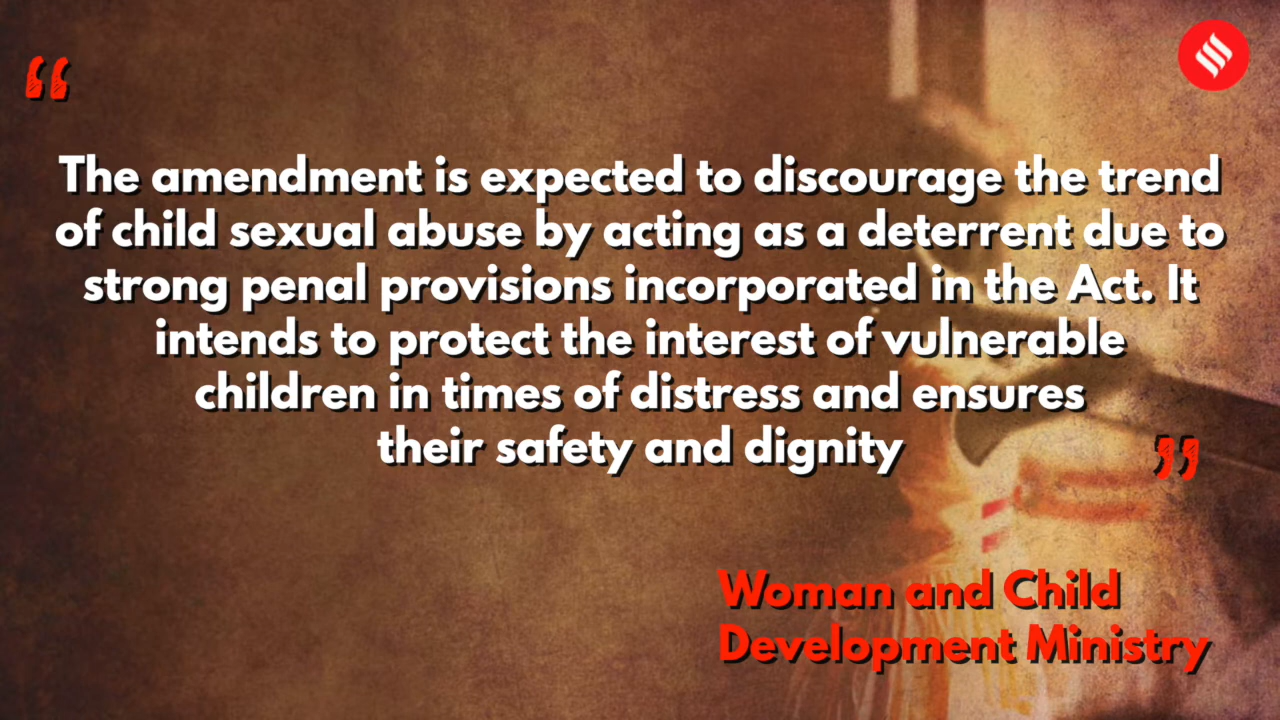 “
The amendment is expected to discourage the trend
of child sexual abuse by acting as a deterrent due to
strong penal provisions incorporated in the Act. It
intends to protect the interest of vulnerable
children in times of distress and ensures
their safety and dignity
”
Woman and Child
Development Ministry